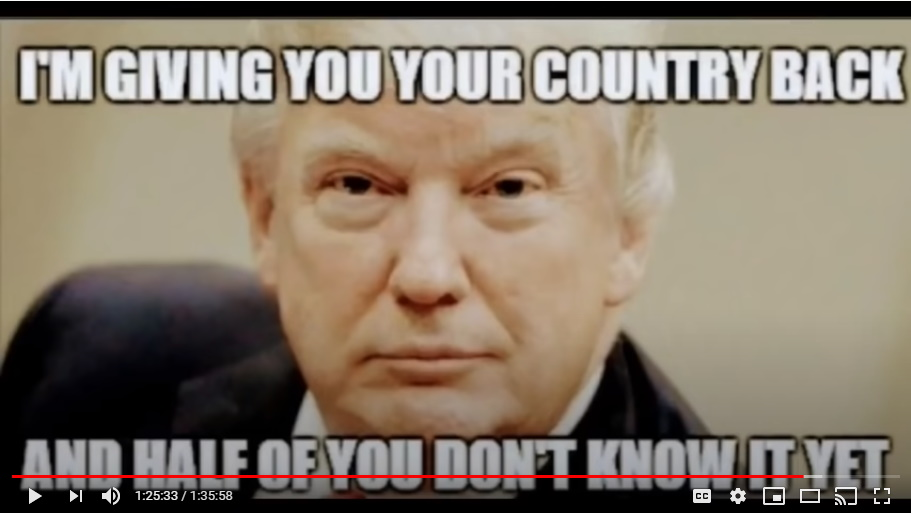 I'M GIVING YOU YOUR COUNTRY BACK
AND HALF OF YOU DON'T KNOW IT YET
1:25:33 / 1:35:58
CC